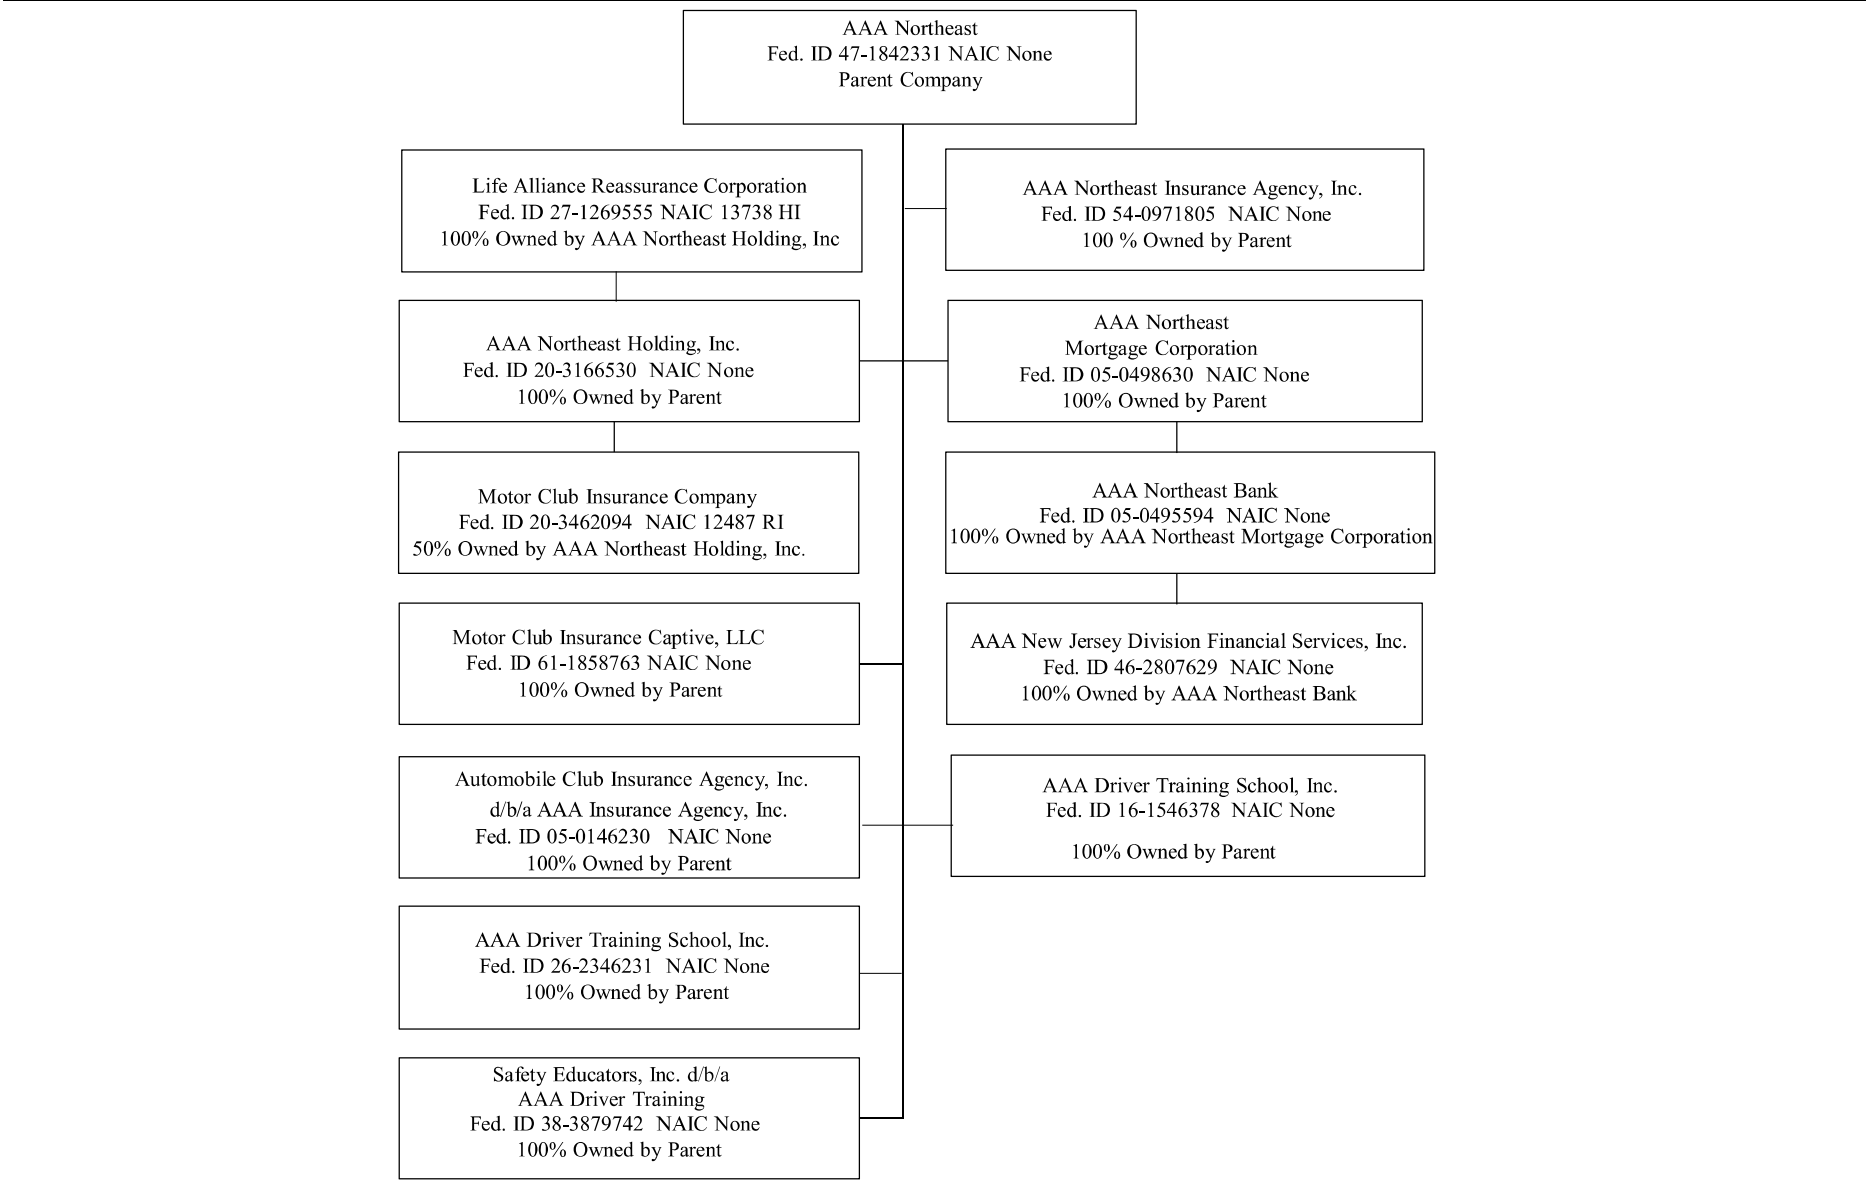 AAA Northeast
Fed. ID 47-1842331 NAIC None
Parent Company
Life Alliance Reassurance Corporation
Fed. ID 27-1269555 NAIC 13738 HI
100% Owned by AAA Northeast Holding, Inc
AAA Northeast Insurance Agency, Inc.
Fed. ID 54-0971805 NAIC None
100 % Owned by Parent
AAA Northeast Holding, Inc.
Fed. ID 20-3166530 NAIC None
100% Owned by Parent
AAA Northeast
Mortgage Corporation
Fed. ID 05-0498630 NAIC None
100% Owned by Parent
Motor Club Insurance Company
Fed. ID 20-3462094 NAIC 12487 RI
50% Owned by AAA Northeast Holding, Inc.
AAA Northeast Bank
Fed. ID 05-0495594 NAIC None
100% Owned by AAA Northeast Mortgage Corporation
Motor Club Insurance Captive, LLC
Fed. ID 61-1858763 NAIC None
100% Owned by Parent
AAA New Jersey Division Financial Services, Inc.
Fed. ID 46-2807629 NAIC None
100% Owned by AAA Northeast Bank
Automobile Club Insurance Agency, Inc.
d/b/a AAA Insurance Agency, Inc.
Fed. ID 05-0146230 NAIC None
100% Owned by Parent
AAA Driver Training School, Inc.
Fed. ID 16-1546378 NAIC None
100% Owned by Parent
AAA Driver Training School, Inc.
Fed. ID 26-2346231 NAIC None
100% Owned by Parent
Safety Educators, Inc. d/b/a
AAA Driver Training
Fed. ID 38-3879742 NAIC None
100% Owned by Parent